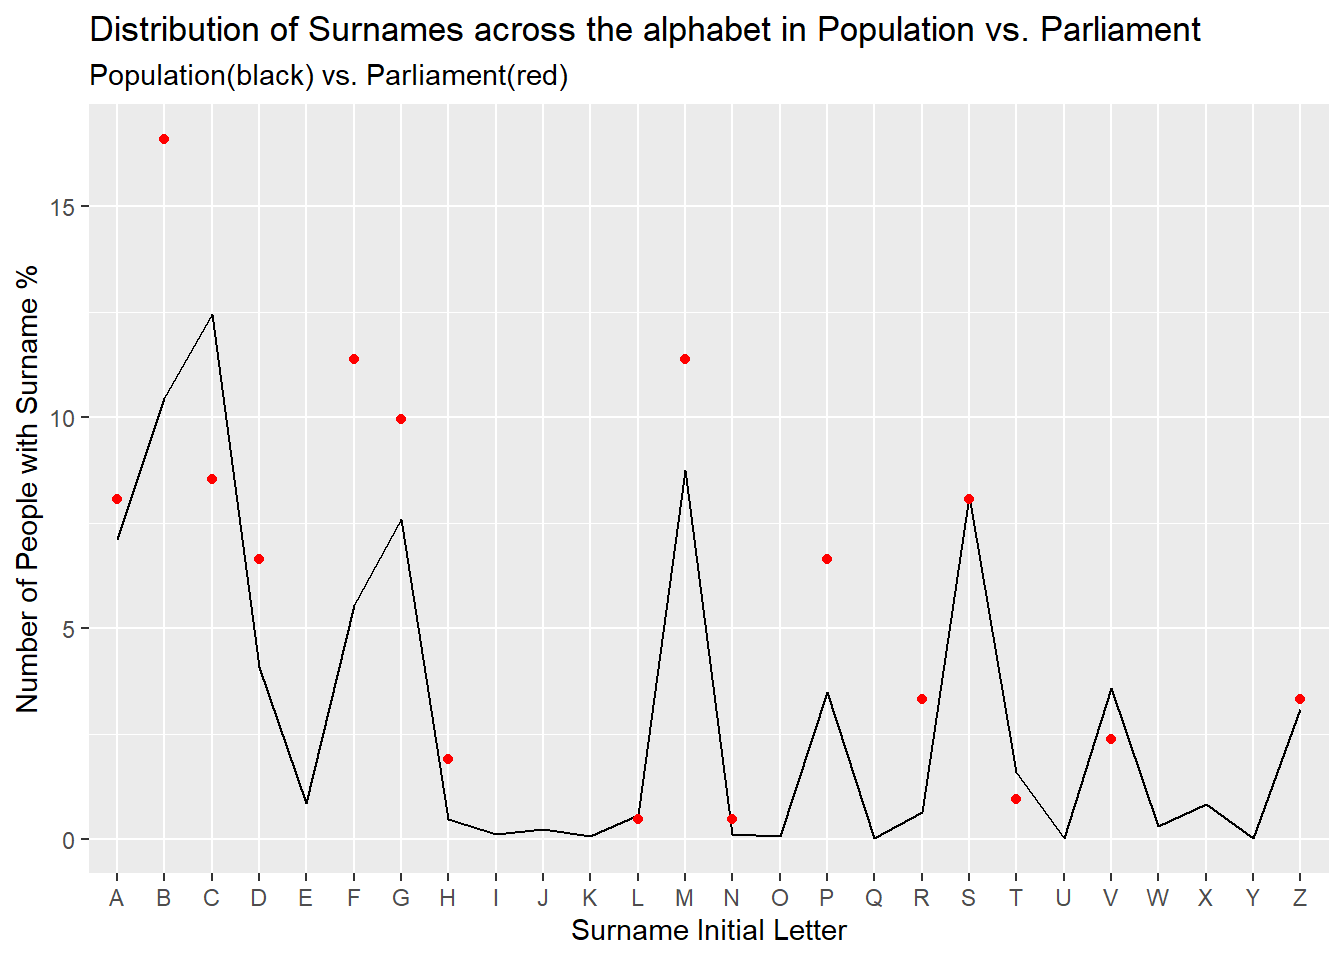 Distribution of Surnames across the alphabet in Population vs. Parliament
Population(black) vs. Parliament(red)
Number of People with Surname %
15
10
5
0
A B C D E F G H I J K L M N O P Q R S T U V W X Y Z
Surname Initial Letter